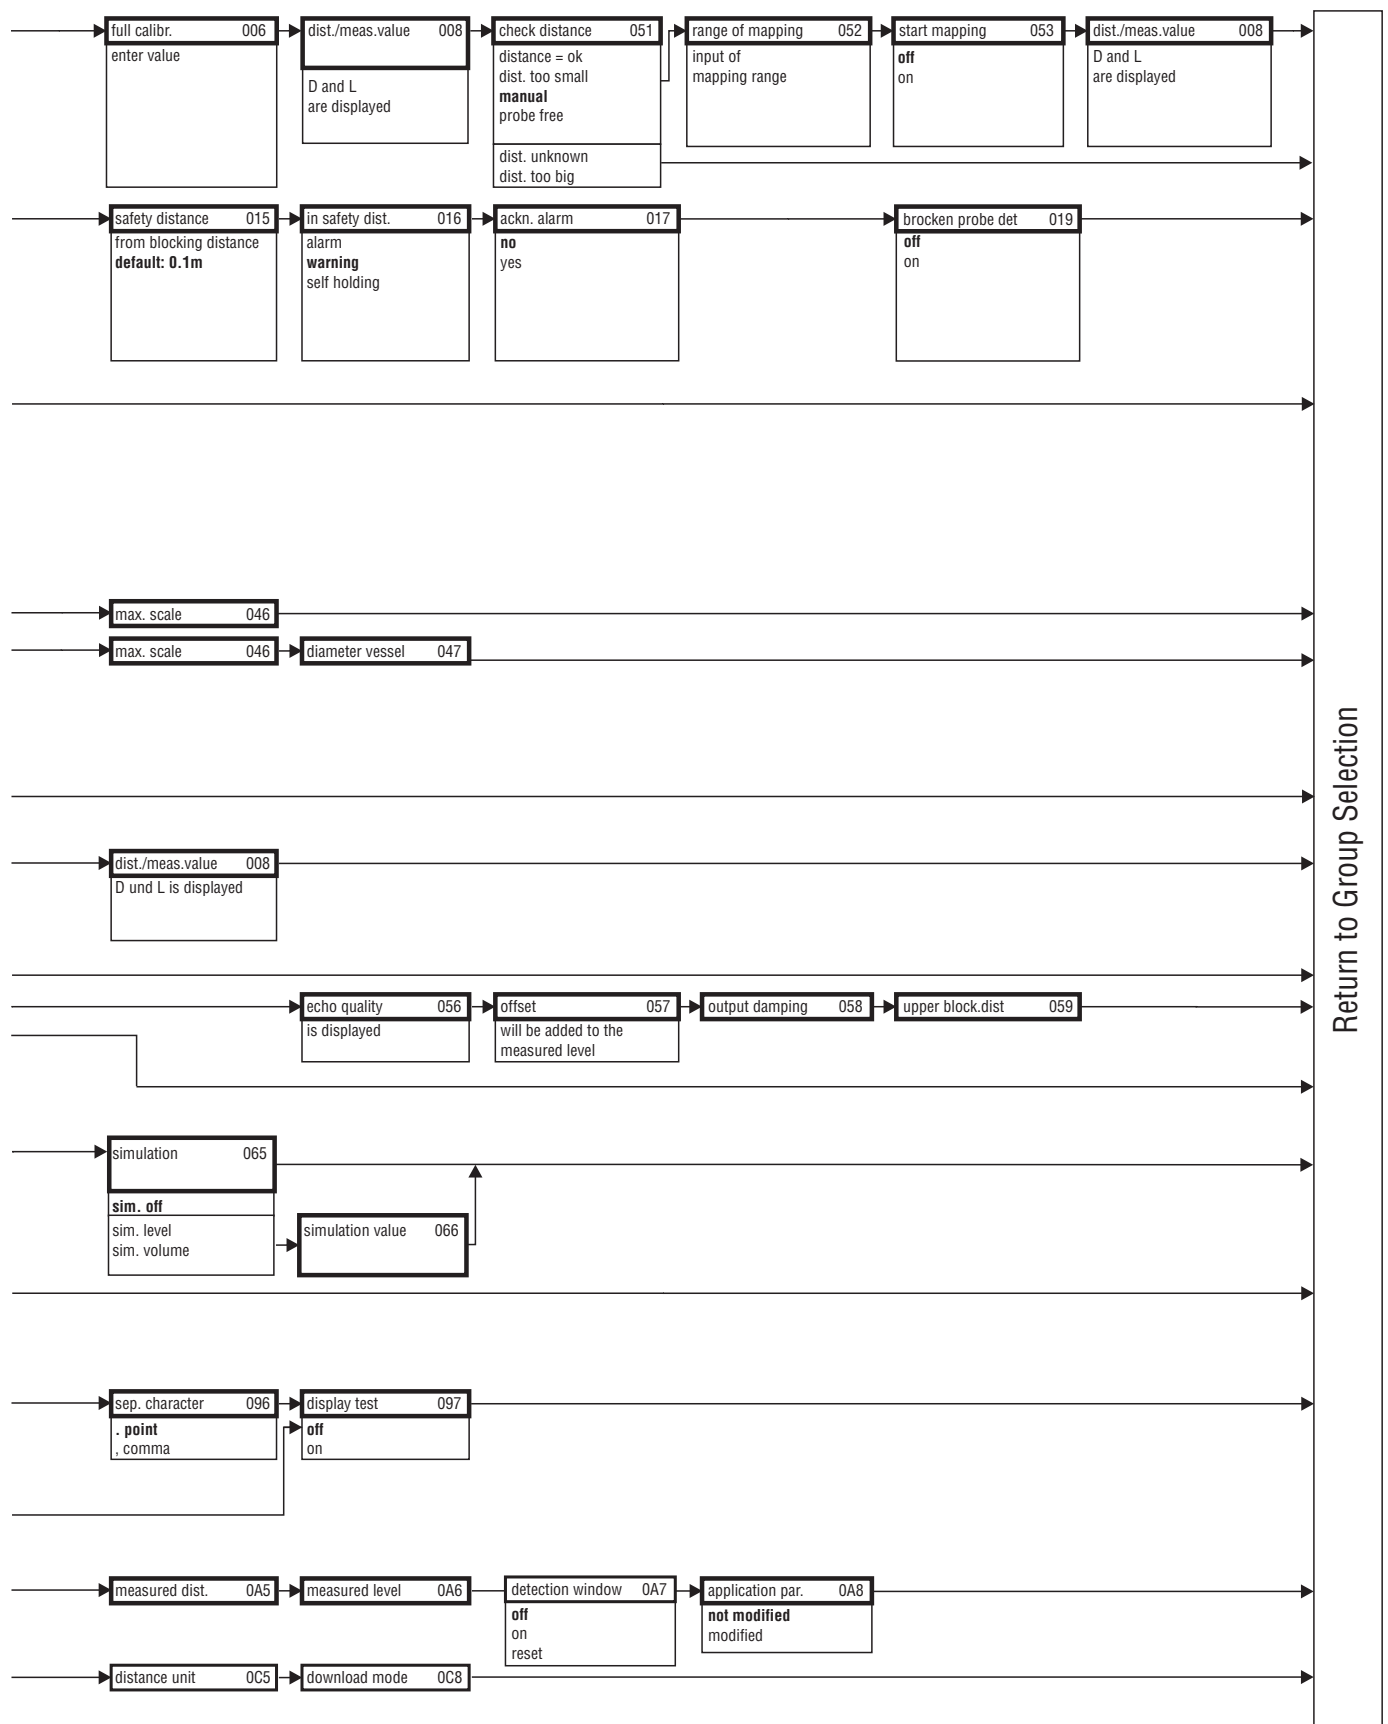 full calibr. 006
enter value
dist./meas.value 008
D and L
are displayed
check distance 051
distance = ok
dist. too small
manual
probe free
dist. unknown
dist. too big
range of mapping 052
input of
mapping range
start mapping 053
off
on
dist./meas.value 008
D and L
are displayed
safety distance 015
from blocking distance
default: 0.1m
in safety dist. 016
alarm
warning
self holding
ackn. alarm 017
no
yes
brocken probe det 019
off
on
max. scale 046
max. scale 046
diameter vessel 047
dist./meas.value 008
D und L is displayed
echo quality 056
is displayed
offset 057
will be added to the
measured level
output damping 058
upper block.dist 059
simulation 065
sim. off
sim. level
sim. volume
simulation value 066
sep. character 096
. point
, comma
display test 097
off
on
measured dist. 0A5
measured level 0A6
detection window 0A7
off
on
reset
application par. 0A8
not modified
modified
distance unit 0C5
download mode 0C8
Return to Group Selection